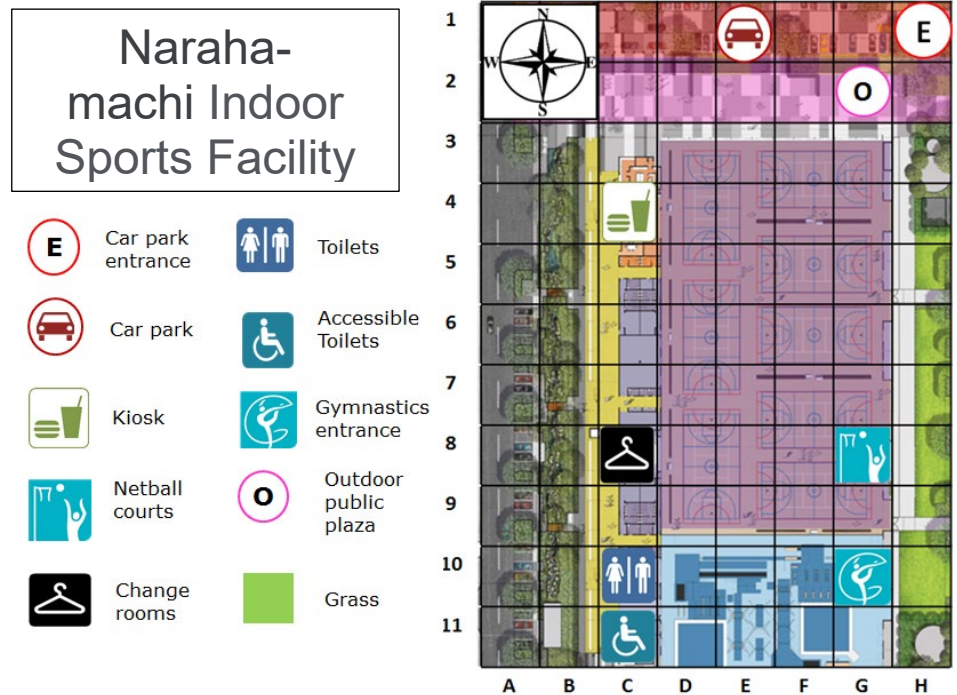 Naraha-
machi Indoor
Sports Facility
E
Car park
entrance
Toilets
Car park
Accessible
Toilets
Kiosk
Gymnastics
entrance
Netball
courts
O
Outdoor
public
plaza
Change
rooms
Grass
N
W
E
S
E
O
1
2
3
4
5
6
7
8
9
10
11
A
B
C
D
E
F
G
H